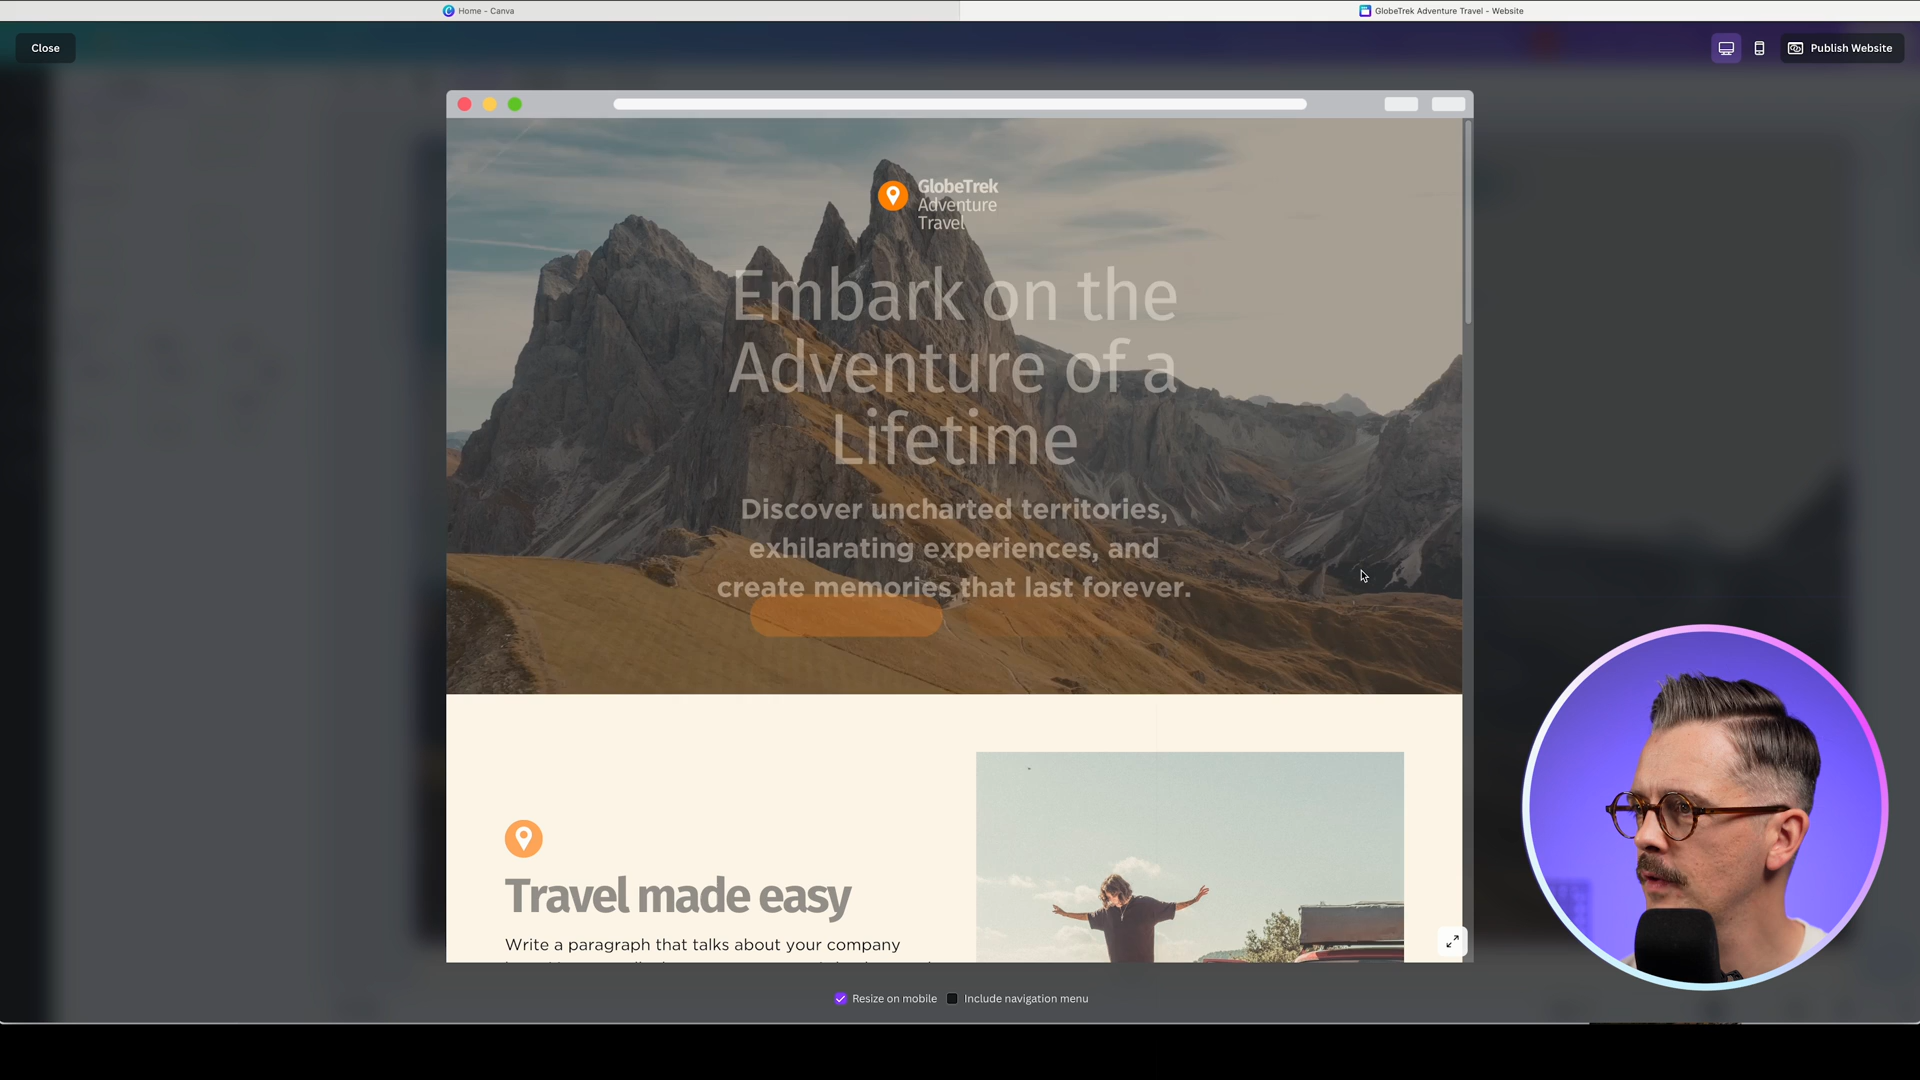 Home - Canva
GlobeTrek Adventure Travel - Website
Close
Publish Website
GlobeTrek
Adventure
Travel
Embark on the
Adventure of a
Lifetime
Discover uncharted territories,
exhilarating experiences, and
create memories that last forever.
Travel made easy
Write a paragraph that talks about your company
Resize on mobile
Include navigation menu